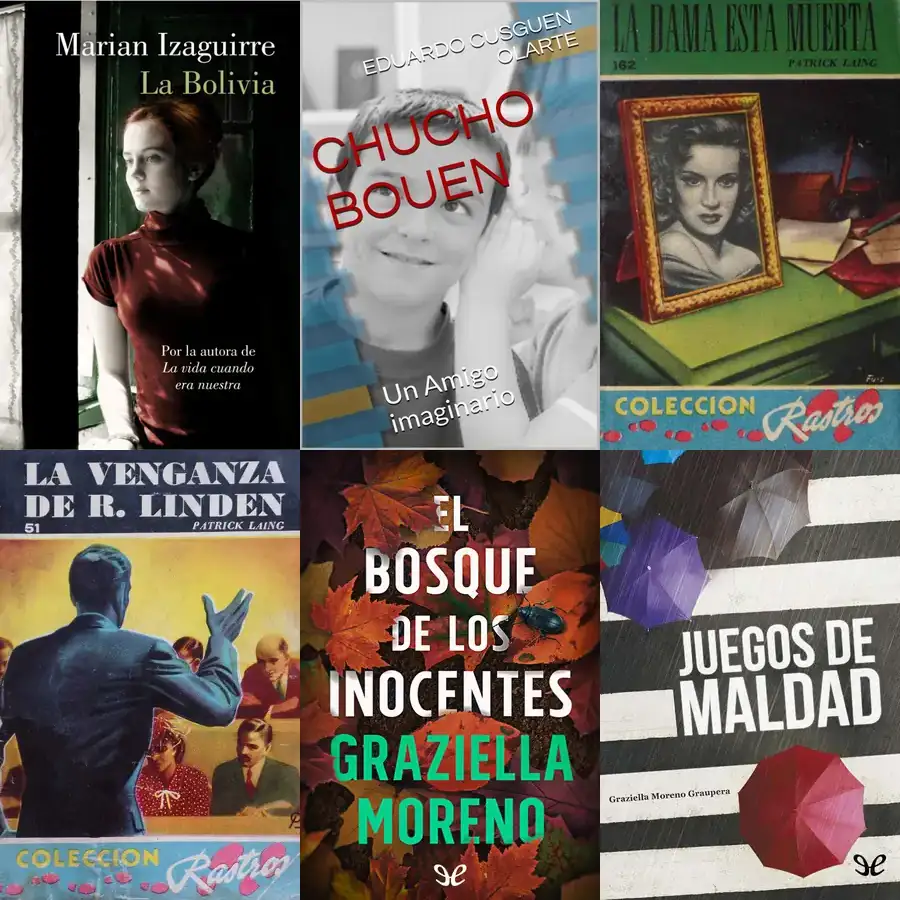 Marian Izaguirre
La Bolivia
Por la autora de
La vida cuando
era nuestra
EDUARDO CUSGUEN
OLARTE
CHUCHO
BOUEN
Un Amigo
imaginario
LA DAMA ESTA MUERTA
162
PATRICK LAING
COLECCION
Rastros
LA VENGANZA
DE R. LINDEN
51
PATRICK LAING
COLECCION
Rastros
EL
BOSQUE
DE LOS
INOCENTES
GRAZIELLA
MORENO
JUEGOS DE
MALDAD
Graziella Moreno Graupera